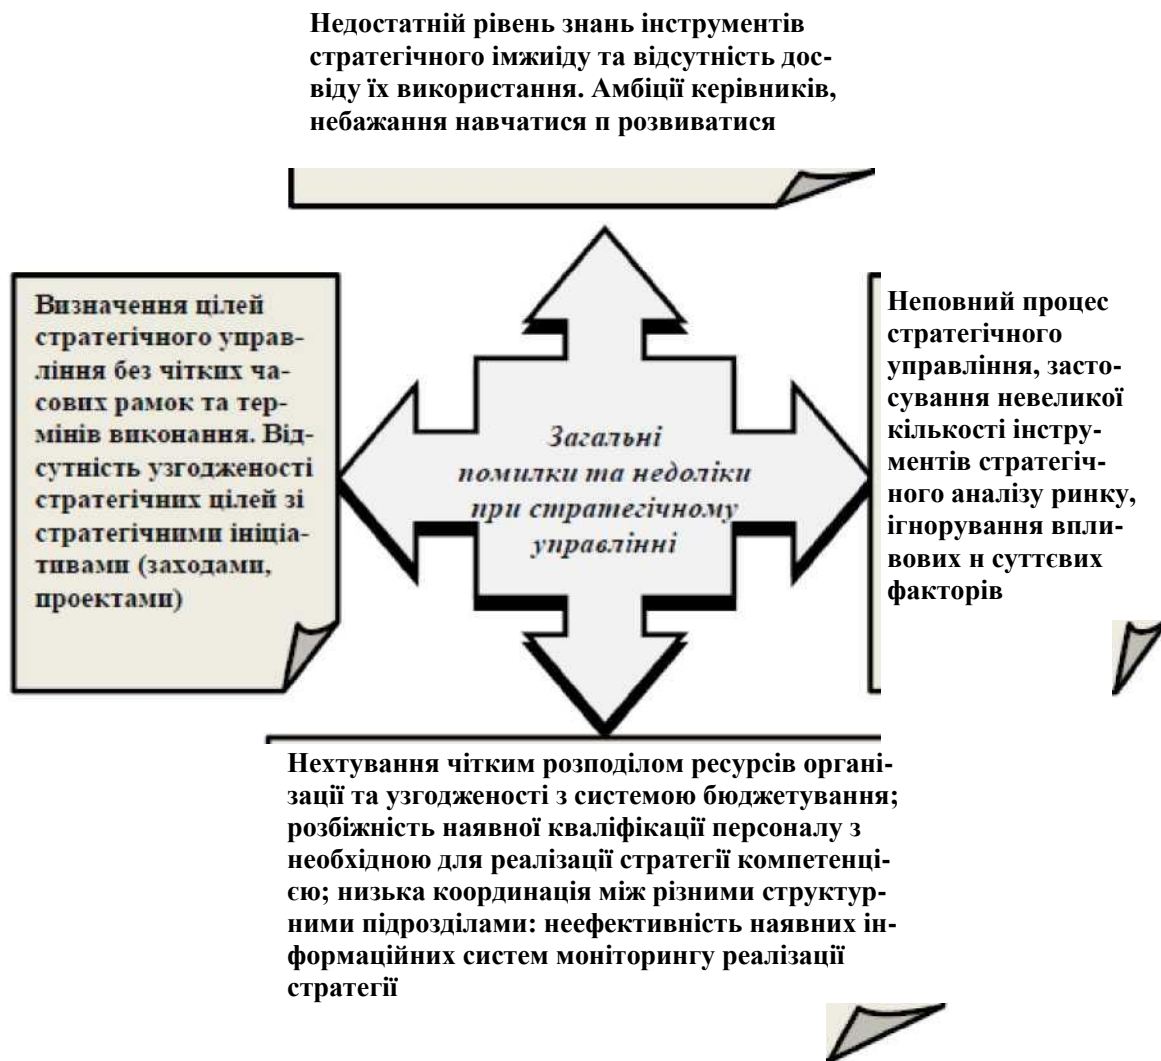 Недостатній рівень знань інструментів
стратегічного імжиіду та відсутність дос-
віду їх використання. Амбіції керівників,
небажання навчатися п розвиватися
Визначення цілей
стратегічного управ-
ління без чітких ча-
сових рамок та тер-
мінів виконання. Від-
сутність узгодженості
стратегічних цілей зі
стратегічними ініціа-
тивами (заходами,
проектами)
Загальні
помилки та недоліки
при стратегічному
управлінні
Неповний процес
стратегічного
управління, засто-
сування невеликої
кількості інстру-
ментів стратегіч-
ного аналізу ринку,
ігнорування впли-
вових н суттєвих
факторів
Нехтування чітким розподілом ресурсів органі-
зації та узгодженості з системою бюджетування;
розбіжність наявної кваліфікації персоналу з
необхідною для реалізації стратегії компетенці-
єю; низька координація між різними структур-
ними підрозділами: неефективність наявних ін-
формаційних систем моніторингу реалізації
стратегії